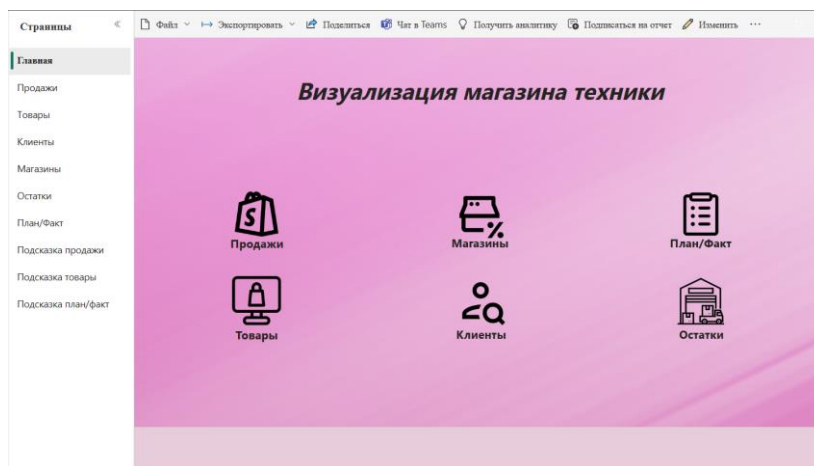 Страницы
Файл Экспортировать Поделиться Чат в Teams Получить аналитику Подписаться на отчет Изменить ...
Главная
Продажи
Товары
Клиенты
Магазины
Остатки
План/Факт
Подсказка продажи
Подсказка товары
Подсказка план/факт
Визуализация магазина техники
Продажи Магазины План/Факт
Товары Клиенты Остатки